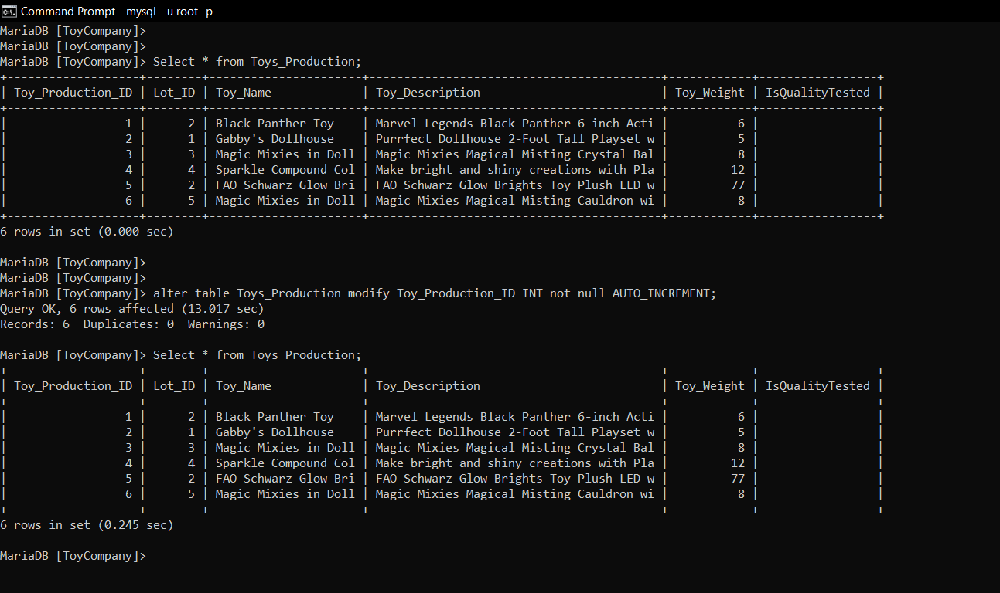 Command Prompt - mysql  -u root -p
MariaDB [ToyCompany]>
MariaDB [ToyCompany]>
MariaDB [ToyCompany]> Select * from Toys_Production;
+-------------------+--------+----------------------+------------------------------------------+------------+-----------------+
| Toy_Production_ID | Lot_ID | Toy_Name             | Toy_Description                          | Toy_Weight | IsQualityTested |
+-------------------+--------+----------------------+------------------------------------------+------------+-----------------+
|                 1 |      2 | Black Panther Toy    | Marvel Legends Black Panther 6-inch Acti |          6 |                 |
|                 2 |      1 | Gabby's Dollhouse    | Purrfect Dollhouse 2-Foot Tall Playset w |          5 |                 |
|                 3 |      3 | Magic Mixies in Doll | Magic Mixies Magical Misting Crystal Bal |          8 |                 |
|                 4 |      4 | Sparkle Compound Col | Make bright and shiny creations with Pla |         12 |                 |
|                 5 |      2 | FAO Schwarz Glow Bri | FAO Schwarz Glow Brights Toy Plush LED w |         77 |                 |
|                 6 |      5 | Magic Mixies in Doll | Magic Mixies Magical Misting Cauldron wi |          8 |                 |
+-------------------+--------+----------------------+------------------------------------------+------------+-----------------+
6 rows in set (0.000 sec)
MariaDB [ToyCompany]>
MariaDB [ToyCompany]>
MariaDB [ToyCompany]> alter table Toys_Production modify Toy_Production_ID INT not null AUTO_INCREMENT;
Query OK, 6 rows affected (13.017 sec)
Records: 6  Duplicates: 0  Warnings: 0
MariaDB [ToyCompany]> Select * from Toys_Production;
+-------------------+--------+----------------------+------------------------------------------+------------+-----------------+
| Toy_Production_ID | Lot_ID | Toy_Name             | Toy_Description                          | Toy_Weight | IsQualityTested |
+-------------------+--------+----------------------+------------------------------------------+------------+-----------------+
|                 1 |      2 | Black Panther Toy    | Marvel Legends Black Panther 6-inch Acti |          6 |                 |
|                 2 |      1 | Gabby's Dollhouse    | Purrfect Dollhouse 2-Foot Tall Playset w |          5 |                 |
|                 3 |      3 | Magic Mixies in Doll | Magic Mixies Magical Misting Crystal Bal |          8 |                 |
|                 4 |      4 | Sparkle Compound Col | Make bright and shiny creations with Pla |         12 |                 |
|                 5 |      2 | FAO Schwarz Glow Bri | FAO Schwarz Glow Brights Toy Plush LED w |         77 |                 |
|                 6 |      5 | Magic Mixies in Doll | Magic Mixies Magical Misting Cauldron wi |          8 |                 |
+-------------------+--------+----------------------+------------------------------------------+------------+-----------------+
6 rows in set (0.245 sec)
MariaDB [ToyCompany]>